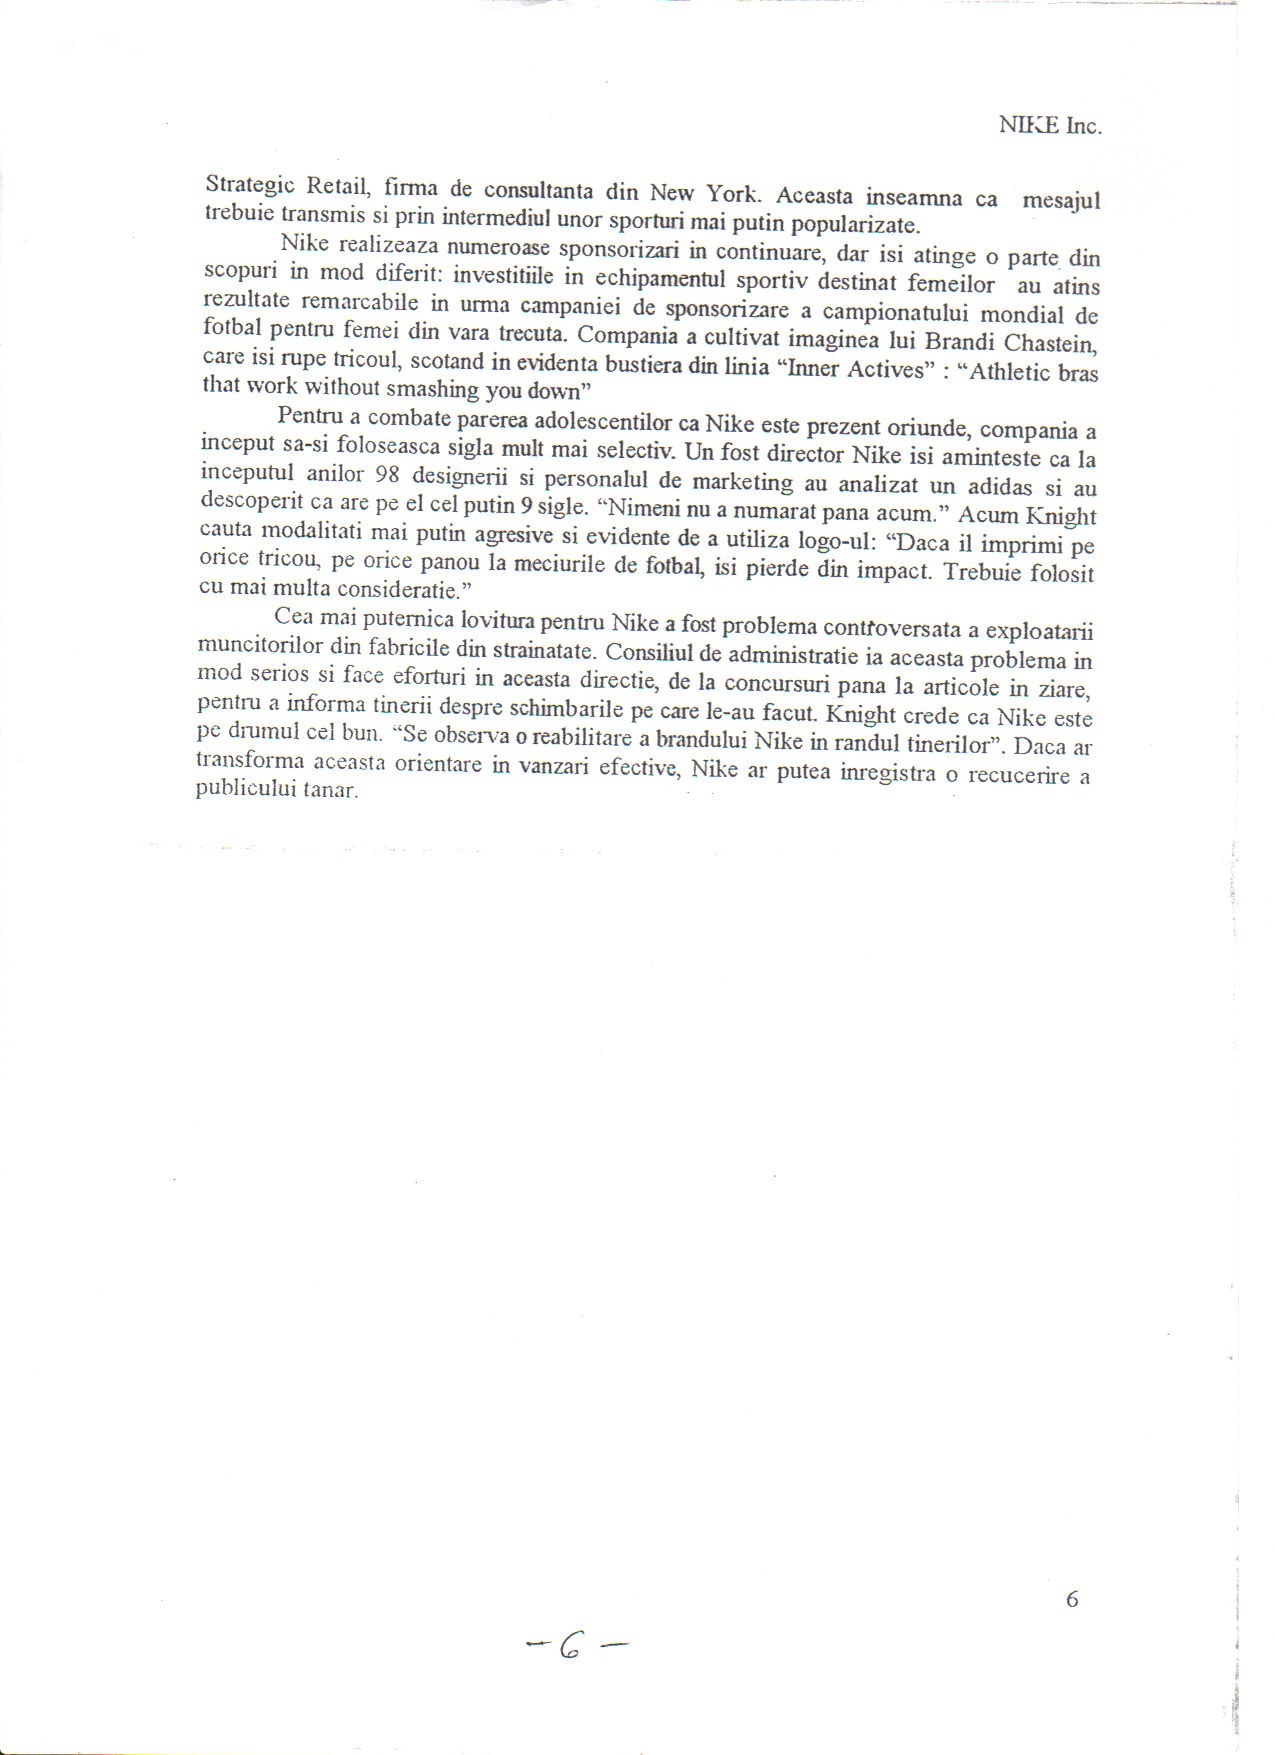 NIKE Inc.
Strategic Retail, firma de consultanta din New York. Aceasta inseamna ca mesajul
trebuie transmis si prin intermediul unor sporturi mai putin popularizate.
Nike realizeaza numeroase sponsorizari in continuare, dar isi atinge o parte din
scopuri in mod diferit: investitiile in echipamentul sportiv destinat femeilor au atins
rezultate remarcabile in urma campaniei de sponsorizare a campionatului mondial de
fotbal pentru femei din vara trecuta. Compania a cultivat imaginea lui Brandi Chastein,
care isi rupe tricoul, scotand in evidenta bustiera din linia “Inner Actives” : “Athletic bras
that work without smashing you down”
Pentru a combate parerea adolescentilor ca Nike este prezent oriunde, compania a
inceput sa-si foloseasca sigla mult mai selectiv. Un fost director Nike isi aminteste ca la
inceputul anilor 98 designerii si personalul de marketing au analizat un adidas si au
descoperit ca are pe el cel putin 9 sigle. “Nimeni nu a numarat pana acum.” Acum Knight
cauta modalitati mai putin agresive si evidente de a utiliza logo-ul: “Daca il imprimi pe
orice tricou, pe orice panou la meciurile de fotbal, isi pierde din impact. Trebuie folosit
cu mai multa consideratie.”
Cea mai puternica lovitura pentru Nike a fost problema controversata a exploatarii
muncitorilor din fabricile din strainatate. Consiliul de administratie ia aceasta problema in
mod serios si face eforturi in aceasta directie, de la concursuri pana la articole in ziare,
pentru a informa tinerii despre schimbarile pe care le-au facut. Knight crede ca Nike este
pe drumul cel bun. “Se observa o reabilitare a brandului Nike in randul tinerilor”. Daca ar
transforma aceasta orientare in vanzari efective, Nike ar putea inregistra o recucerire a
publicului tanar.
6
- 6 -